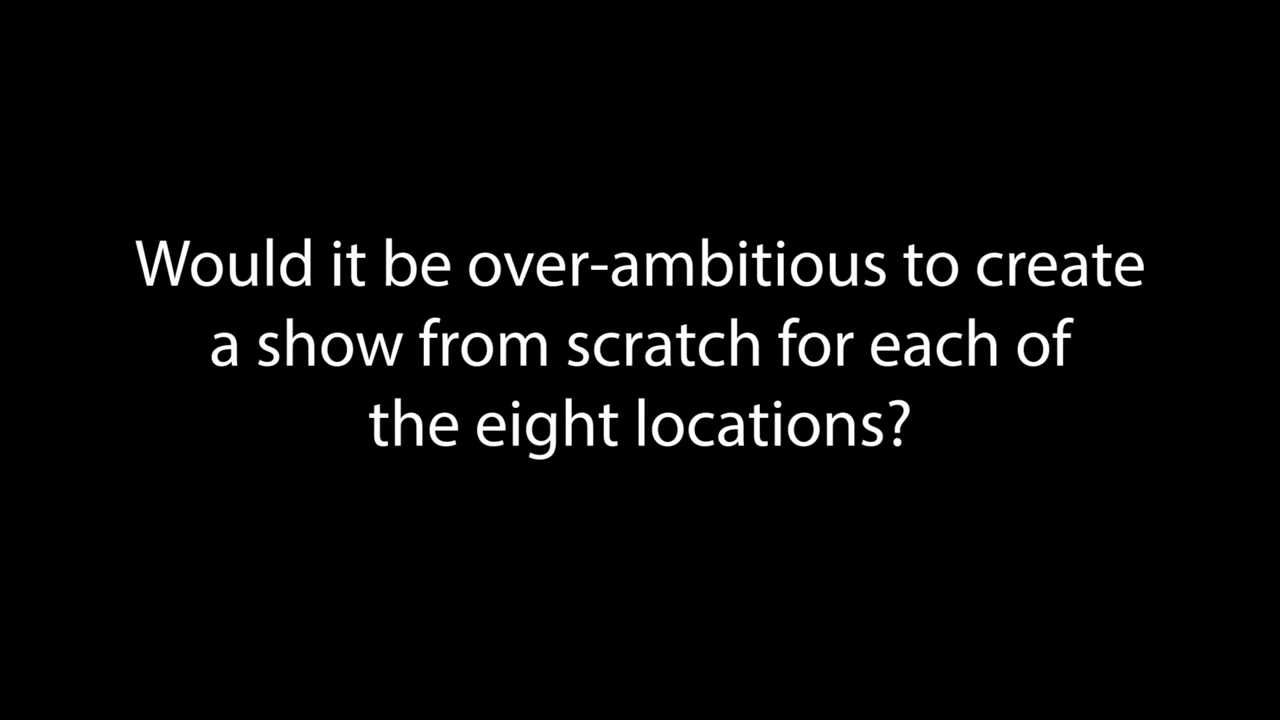 Would it be over-ambitious to create
a show from scratch for each of
the eight locations?